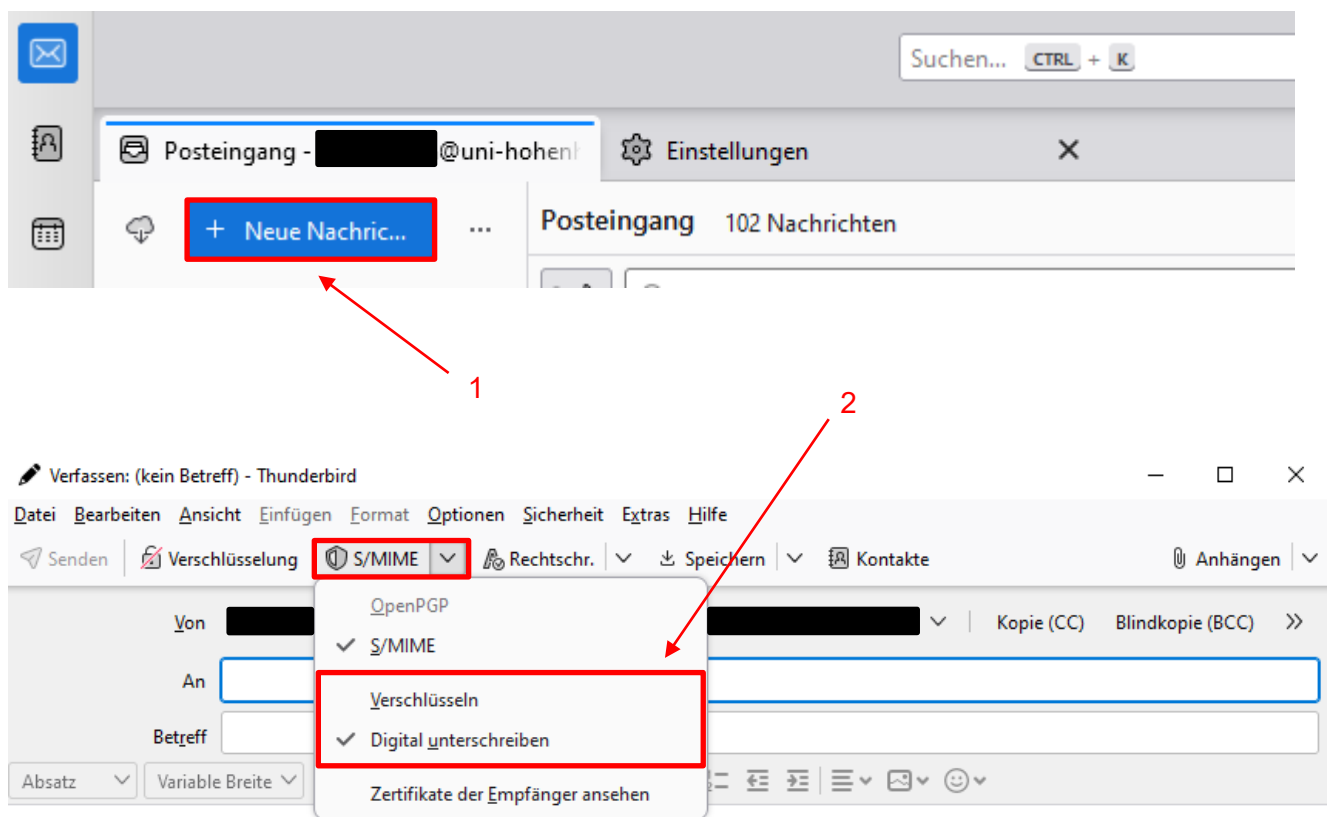 Suchen... CTRL + K
Posteingang - @uni-hohenh
Einstellungen
+ Neue Nachric... ...
Posteingang 102 Nachrichten
1
2
Verfassen: (kein Betreff) - Thunderbird
Datei Bearbeiten Ansicht Einfügen Format Optionen Sicherheit Extras Hilfe
Senden Verschlüsselung S/MIME Rechtschr. Speichern Kontakte Anhängen
OpenPGP
Von Kopie (CC) Blindkopie (BCC)
S/MIME
An
Verschlüsseln
Betreff
Digital unterschreiben
Absatz Variable Breite
Zertifikate der Empfänger ansehen